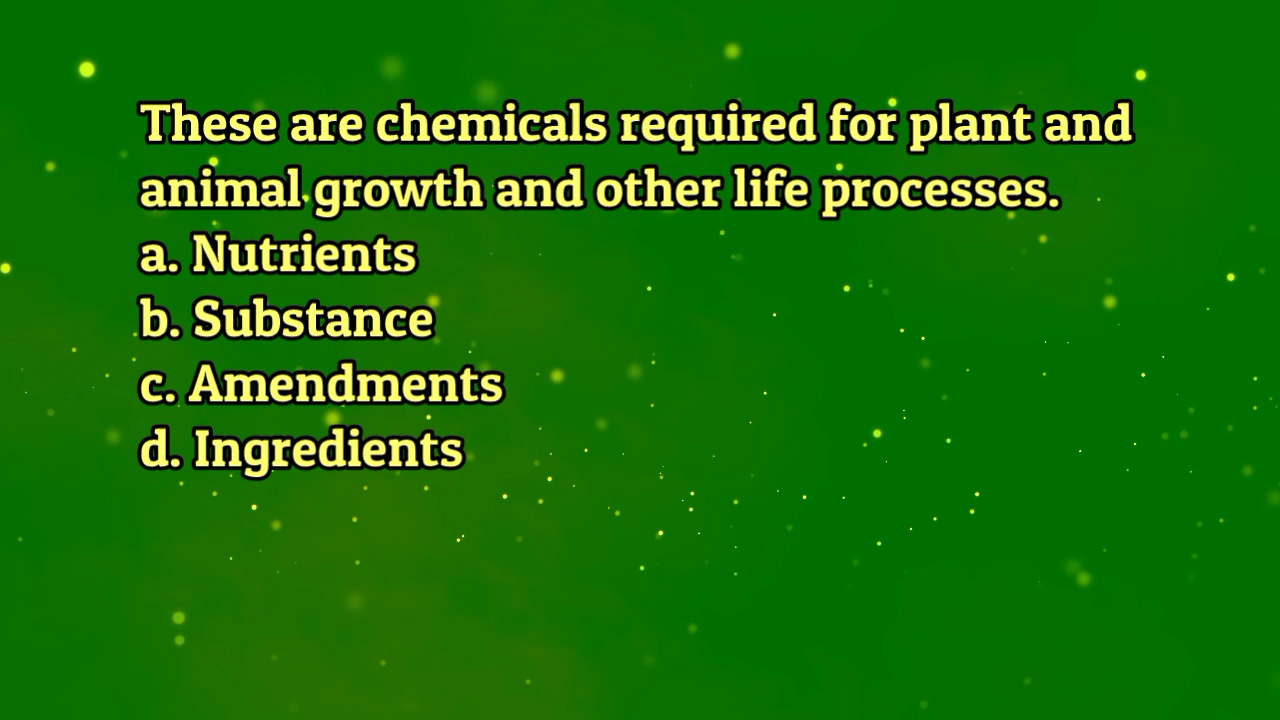 These are chemicals required for plant and
animal growth and other life processes.
a. Nutrients
b. Substance
c. Amendments
d. Ingredients